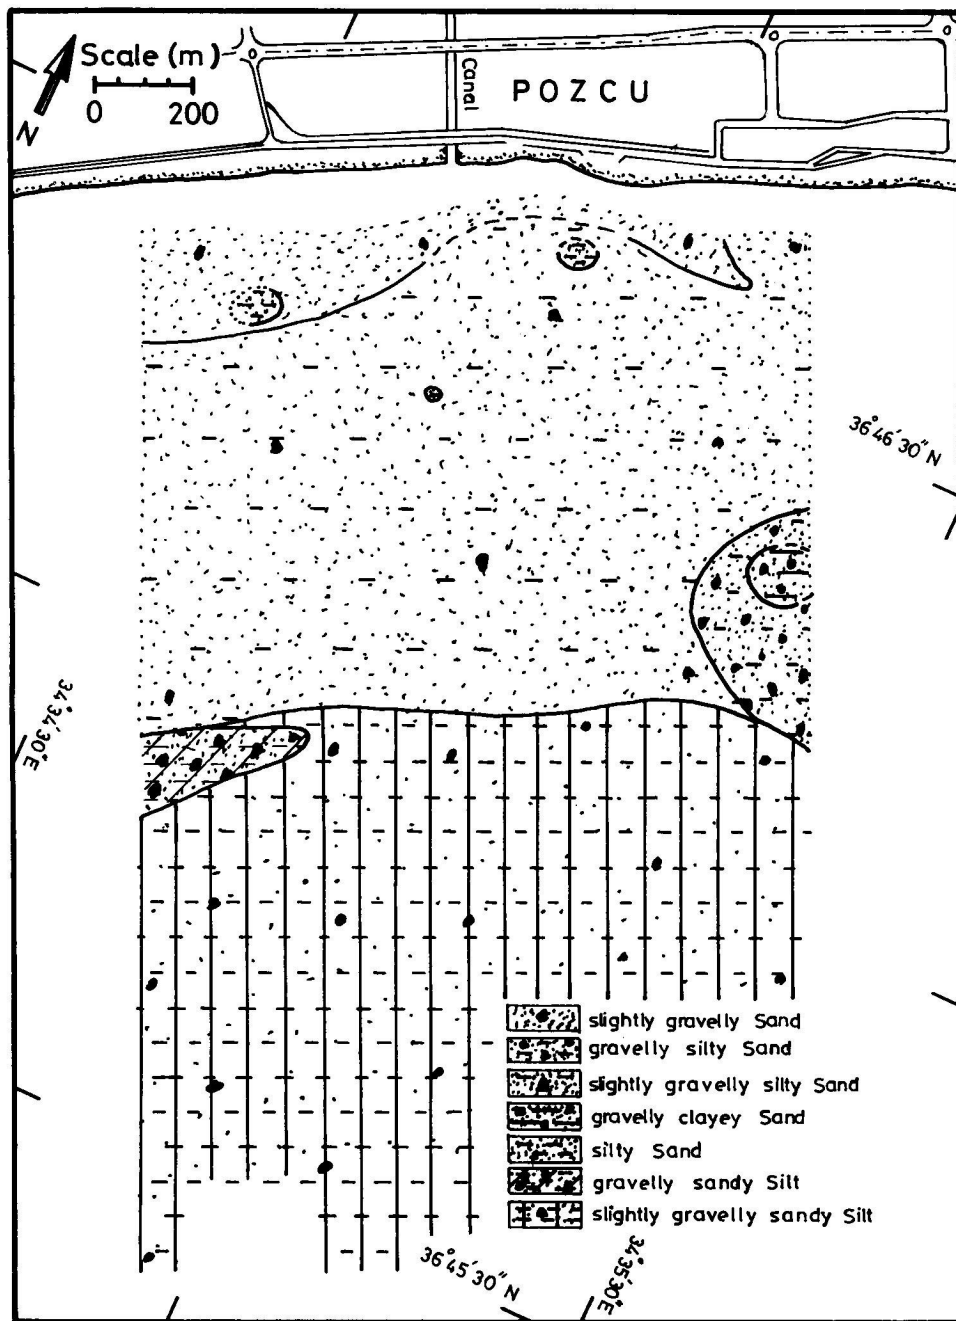 Scale (m)
0 200
N
Canal
POZCU
36°46'30"N
34°34'30"E
slightly gravelly Sand
gravelly silty Sand
slightly gravelly silty Sand
gravelly clayey Sand
silty Sand
gravelly sandy Silt
slightly gravelly sandy Silt
36°45'30"N
34°35'30"E